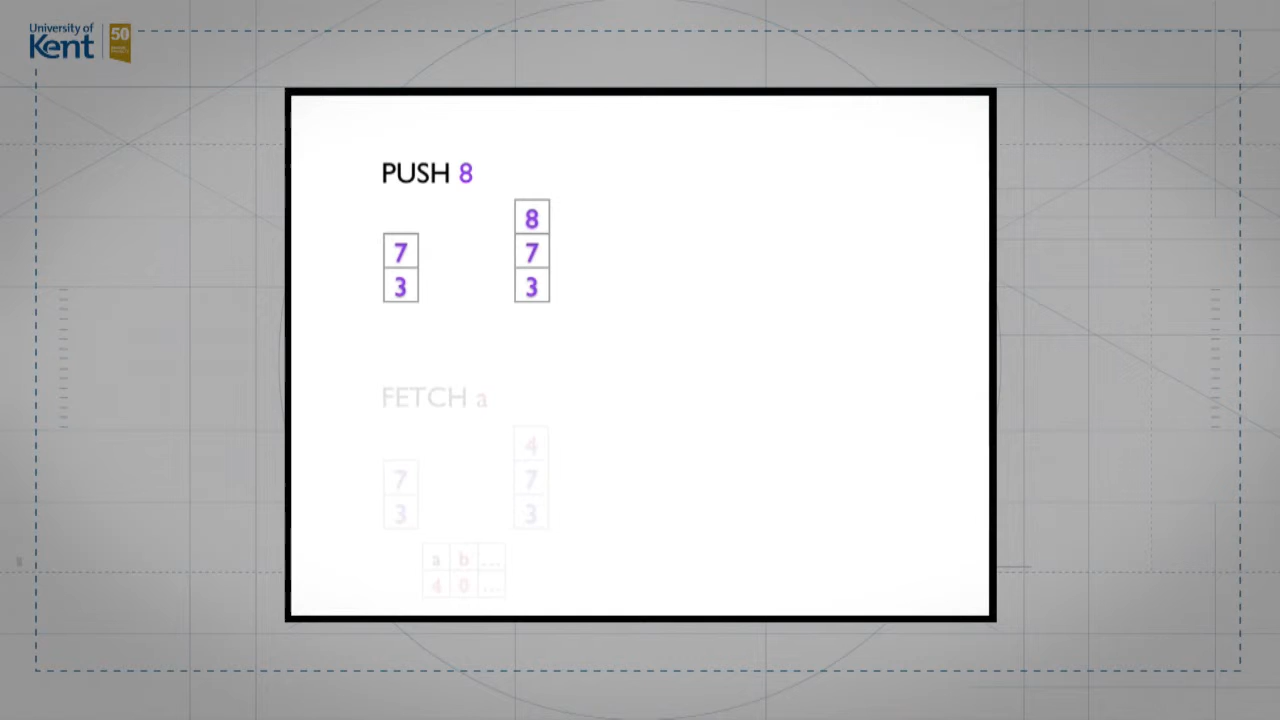 University of
Kent
50
PUSH 8
8
7 7
3 3
FETCH a
4
7 7
3 3
a b ...
4 0 ...